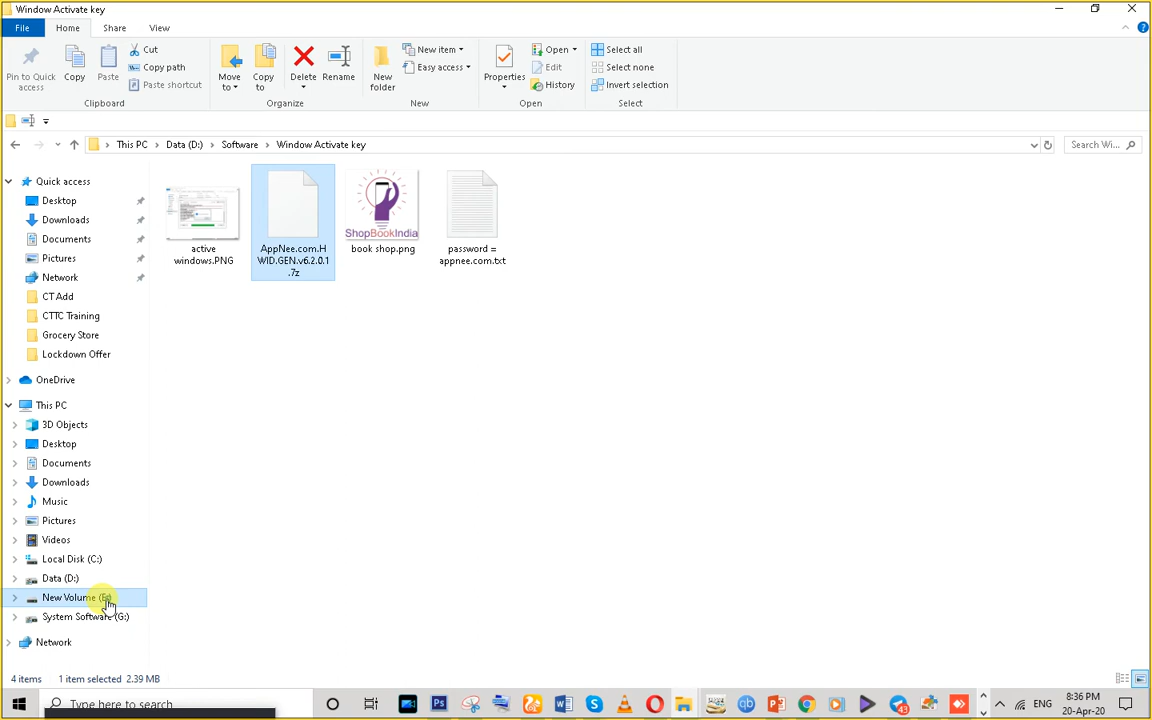 Window Activate key
File
Home
Share
View
Pin to Quick access
Copy
Paste
Cut
Copy path
Paste shortcut
Clipboard
Move to
Copy to
Delete
Rename
Organize
New folder
New item
Easy access
New
Properties
Open
Edit
History
Open
Select all
Select none
Invert selection
Select
This PC > Data (D:) > Software > Window Activate key
Search Wi...
Quick access
Desktop
Downloads
Documents
Pictures
Network
CT Add
CTTC Training
Grocery Store
Lockdown Offer
OneDrive
This PC
3D Objects
Desktop
Documents
Downloads
Music
Pictures
Videos
Local Disk (C:)
Data (D:)
New Volume (E:)
System Software (G:)
Network
active
windows.PNG
AppNee.com.H
WID.GEN.v6.2.0.1
.7z
ShopBookIndia
book shop.png
password =
appnee.com.txt
4 items
1 item selected 2.39 MB
Type here to search
Ps
43
ENG
8:36 PM
20-Apr-20